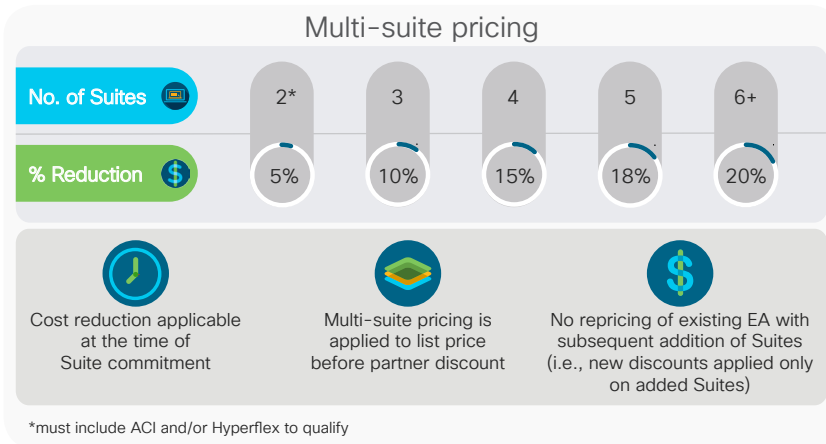 Multi-suite pricing
No. of Suites
2*
3
4
5
6+
% Reduction
$
5%
10%
15%
18%
20%
$
Cost reduction applicable
at the time of
Suite commitment
Multi-suite pricing is
applied to list price
before partner discount
No repricing of existing EA with
subsequent addition of Suites
(i.e., new discounts applied only
on added Suites)
*must include ACI and/or Hyperflex to qualify